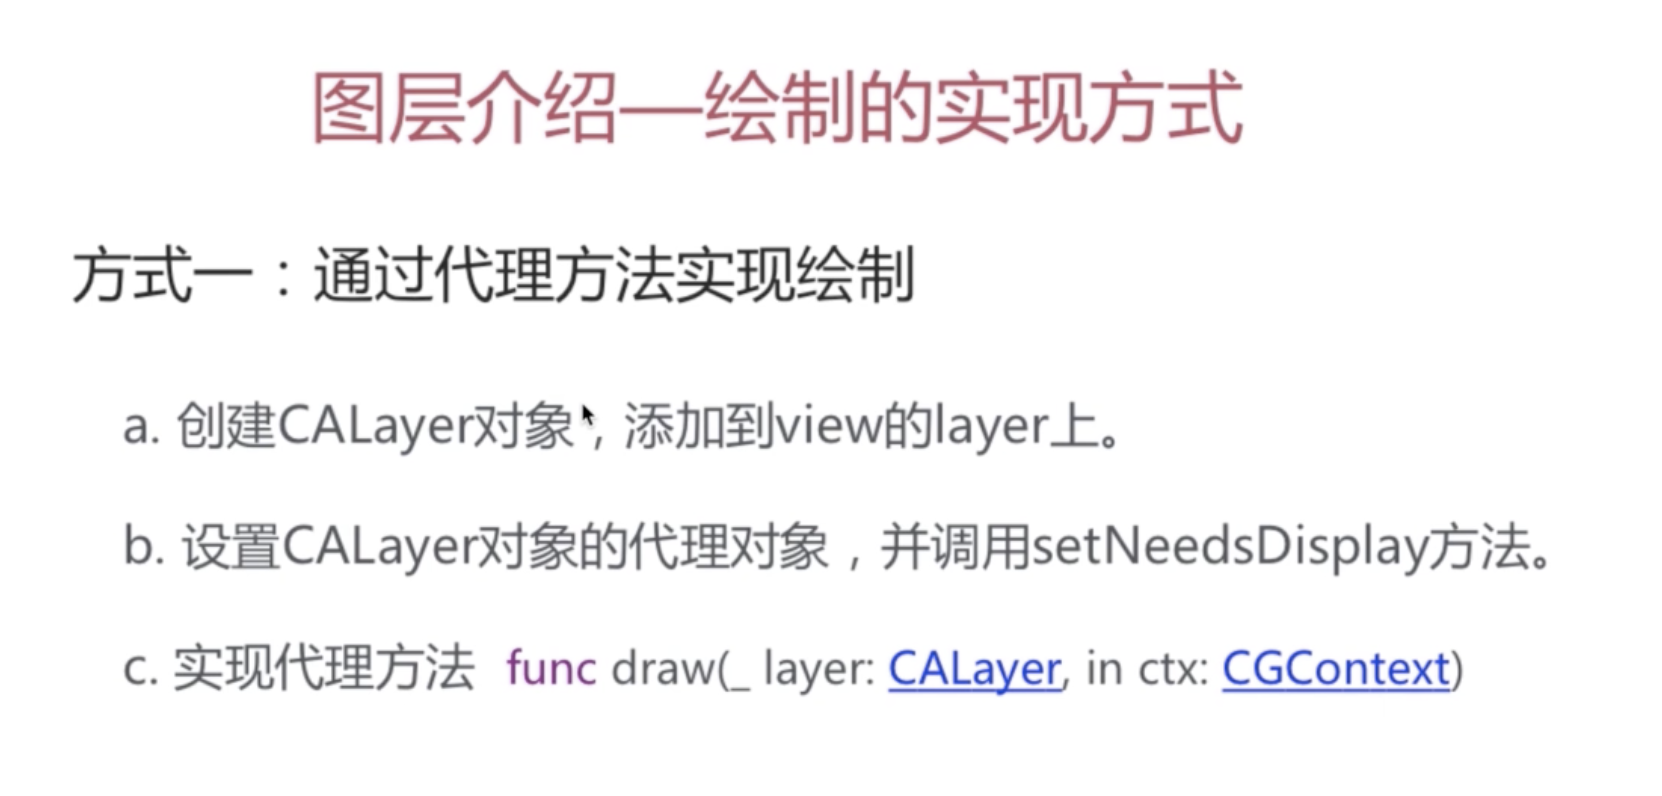 图层介绍—绘制的实现方式
方式一：通过代理方法实现绘制
a. 创建CALayer对象，添加到view的layer上。
b. 设置CALayer对象的代理对象，并调用setNeedsDisplay方法。
c. 实现代理方法 func draw(_ layer: CALayer, in ctx: CGContext)